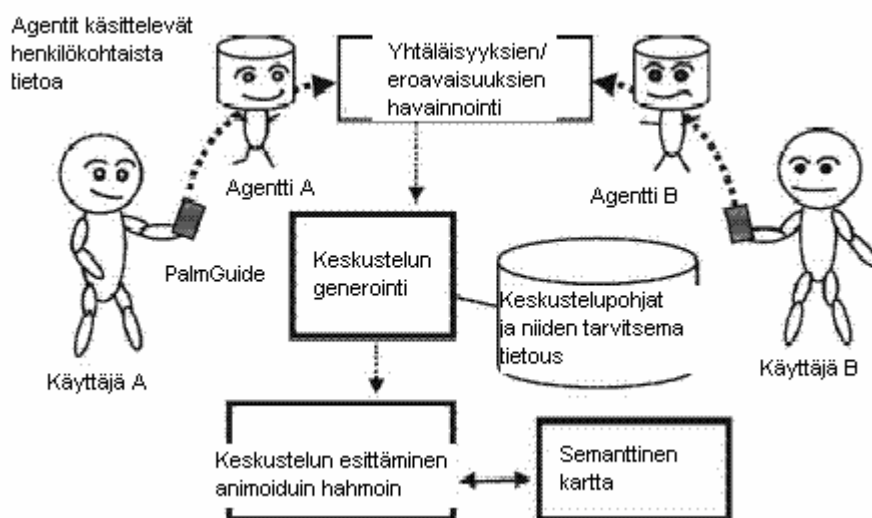 Agentit käsittelevät
henkilökohtaista
tietoa
Yhtäläisyyksien/
eroavaisuuksien
havainnointi
Agentti A
Agentti B
PalmGuide
Keskustelun
generointi
Keskustelupohjat
ja niiden tarvitsema
tietous
Käyttäjä A
Käyttäjä B
Keskustelun esittäminen
animoiduin hahmoin
Semanttinen
kartta